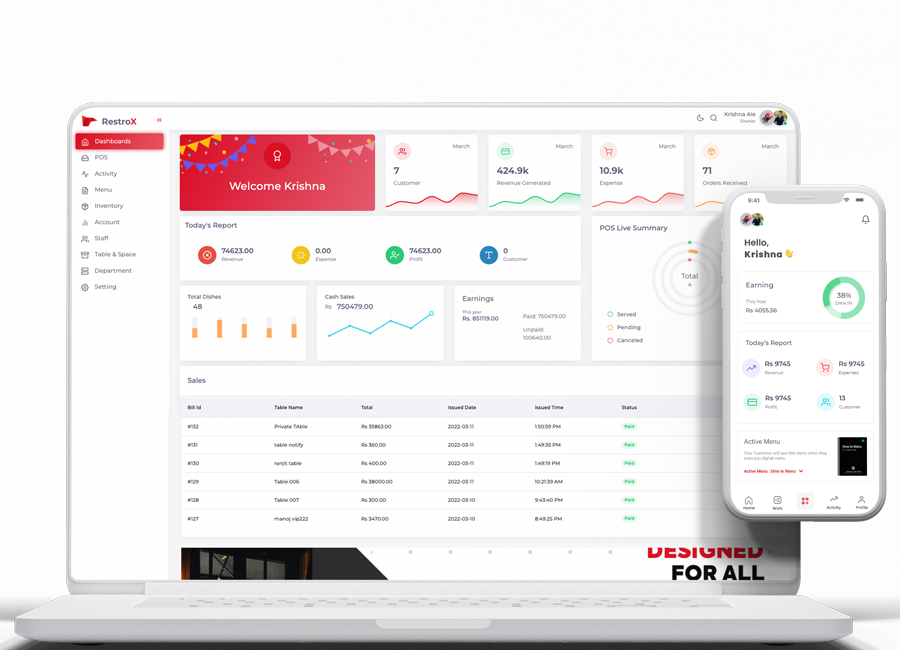 RestroX
«
Krishna Ale
Owner
Dashboards
POS
Activity
Menu
Inventory
Account
Staff
Table & Space
Department
Setting
Welcome Krishna
March
7
Customer
March
424.9k
Revenue Generated
March
10.9k
Expense
March
71
Orders Received
Today's Report
74623.00
Revenue
0.00
Expense
74623.00
Profit
0
Customer
POS Live Summary
Total
4
Served
Pending
Canceled
Total Dishes
48
Cash Sales
Rs 750479.00
Earnings
This year
Rs. 851119.00
Paid: 750479.00
Unpaid:
100640.00
Sales
Bill Id Table Name Total Issued Date Issued Time Status
#132 Private TAble Rs 35863.00 2022-03-11 1:50:59 PM Paid
#131 table notify Rs 360.00 2022-03-11 1:49:35 PM Paid
#130 ranjit table Rs 400.00 2022-03-11 1:49:19 PM Paid
#129 Table 006 Rs 38000.00 2022-03-11 10:21:39 AM Paid
#128 Table 007 Rs 300.00 2022-03-10 9:43:40 PM Paid
#127 manoj vip222 Rs 3470.00 2022-03-10 8:49:25 PM Paid
DESIGNED
FOR ALL
9:41
Hello,
Krishna 👋
Earning
This Year
Rs 4055.56
38%
Dine IN
Today's Report
Rs 9745
Revenue
Rs 9745
Expenses
Rs 9745
Profit
13
Customer
Active Menu
Your Customer will see this menu when they
scan you digital menu.
Active Menu : Dine In Menu
Dine In Menu
Home
Work
Activity
Profile